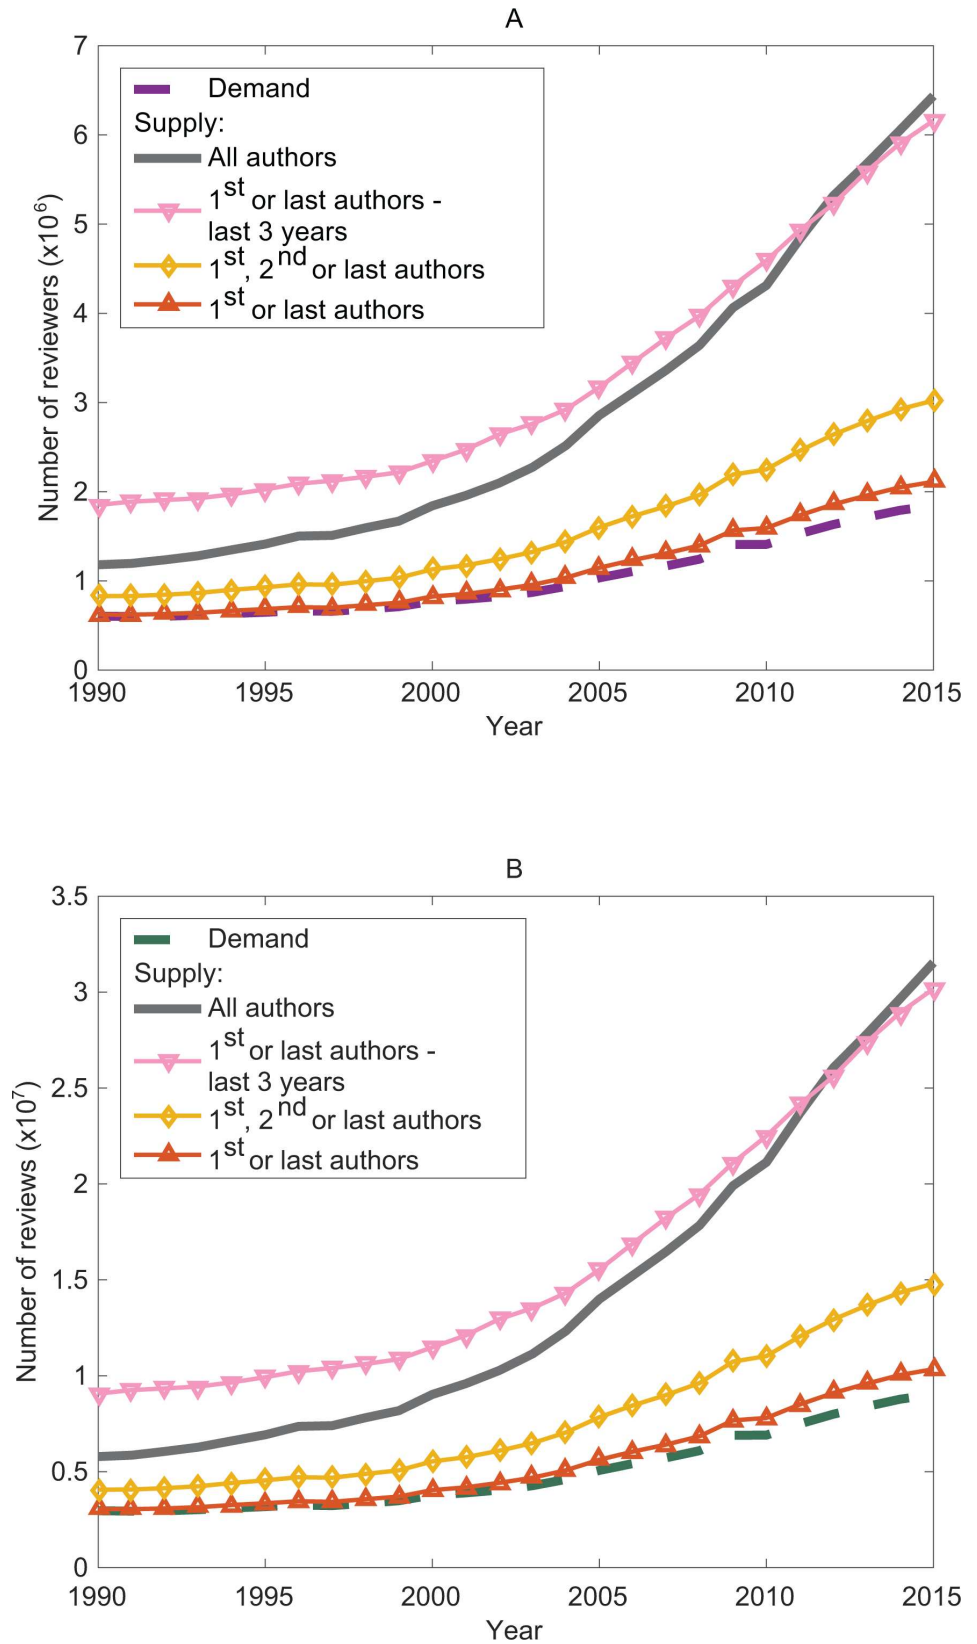 A
7
6
5
4
3
2
1
0
Number of reviewers (x10^6)
Demand
Supply:
All authors
1st or last authors -
last 3 years
1st, 2nd or last authors
1st or last authors
1990 1995 2000 2005 2010 2015
Year
B
3.5
3
2.5
2
1.5
1
0.5
0
Number of reviews (x10^7)
Demand
Supply:
All authors
1st or last authors -
last 3 years
1st, 2nd or last authors
1st or last authors
1990 1995 2000 2005 2010 2015
Year